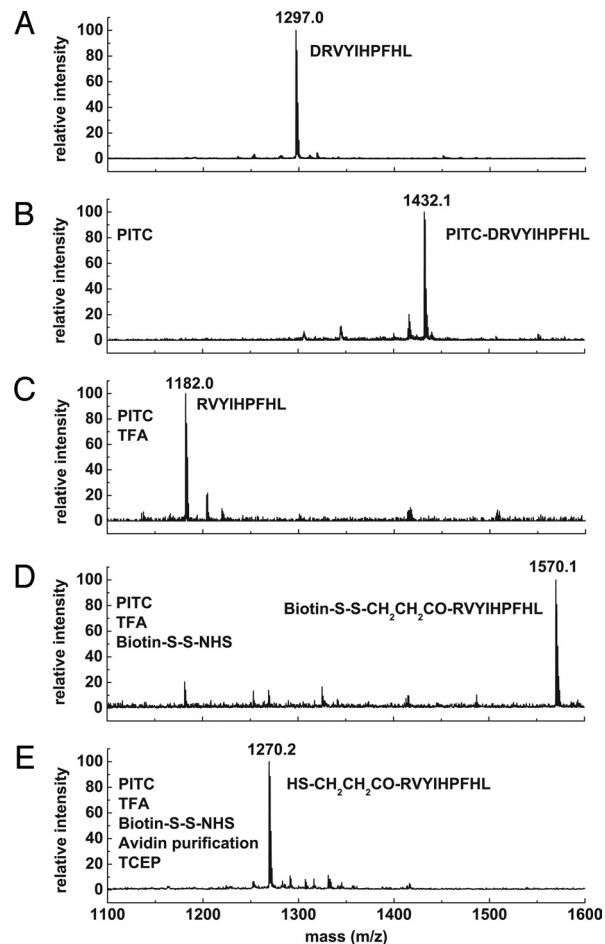 A
1297.0
DRVYIHPFHL
relative intensity
100
80
60
40
20
0
B
1432.1
PITC
PITC-DRVYIHPFHL
relative intensity
100
80
60
40
20
0
C
1182.0
RVYIHPFHL
PITC
TFA
relative intensity
100
80
60
40
20
0
D
1570.1
PITC
TFA
Biotin-S-S-NHS
Biotin-S-S-CH₂CH₂CO-RVYIHPFHL
relative intensity
100
80
60
40
20
0
E
1270.2
PITC
TFA
Biotin-S-S-NHS
Avidin purification
TCEP
HS-CH₂CH₂CO-RVYIHPFHL
relative intensity
100
80
60
40
20
0
1100 1200 1300 1400 1500 1600
mass (m/z)